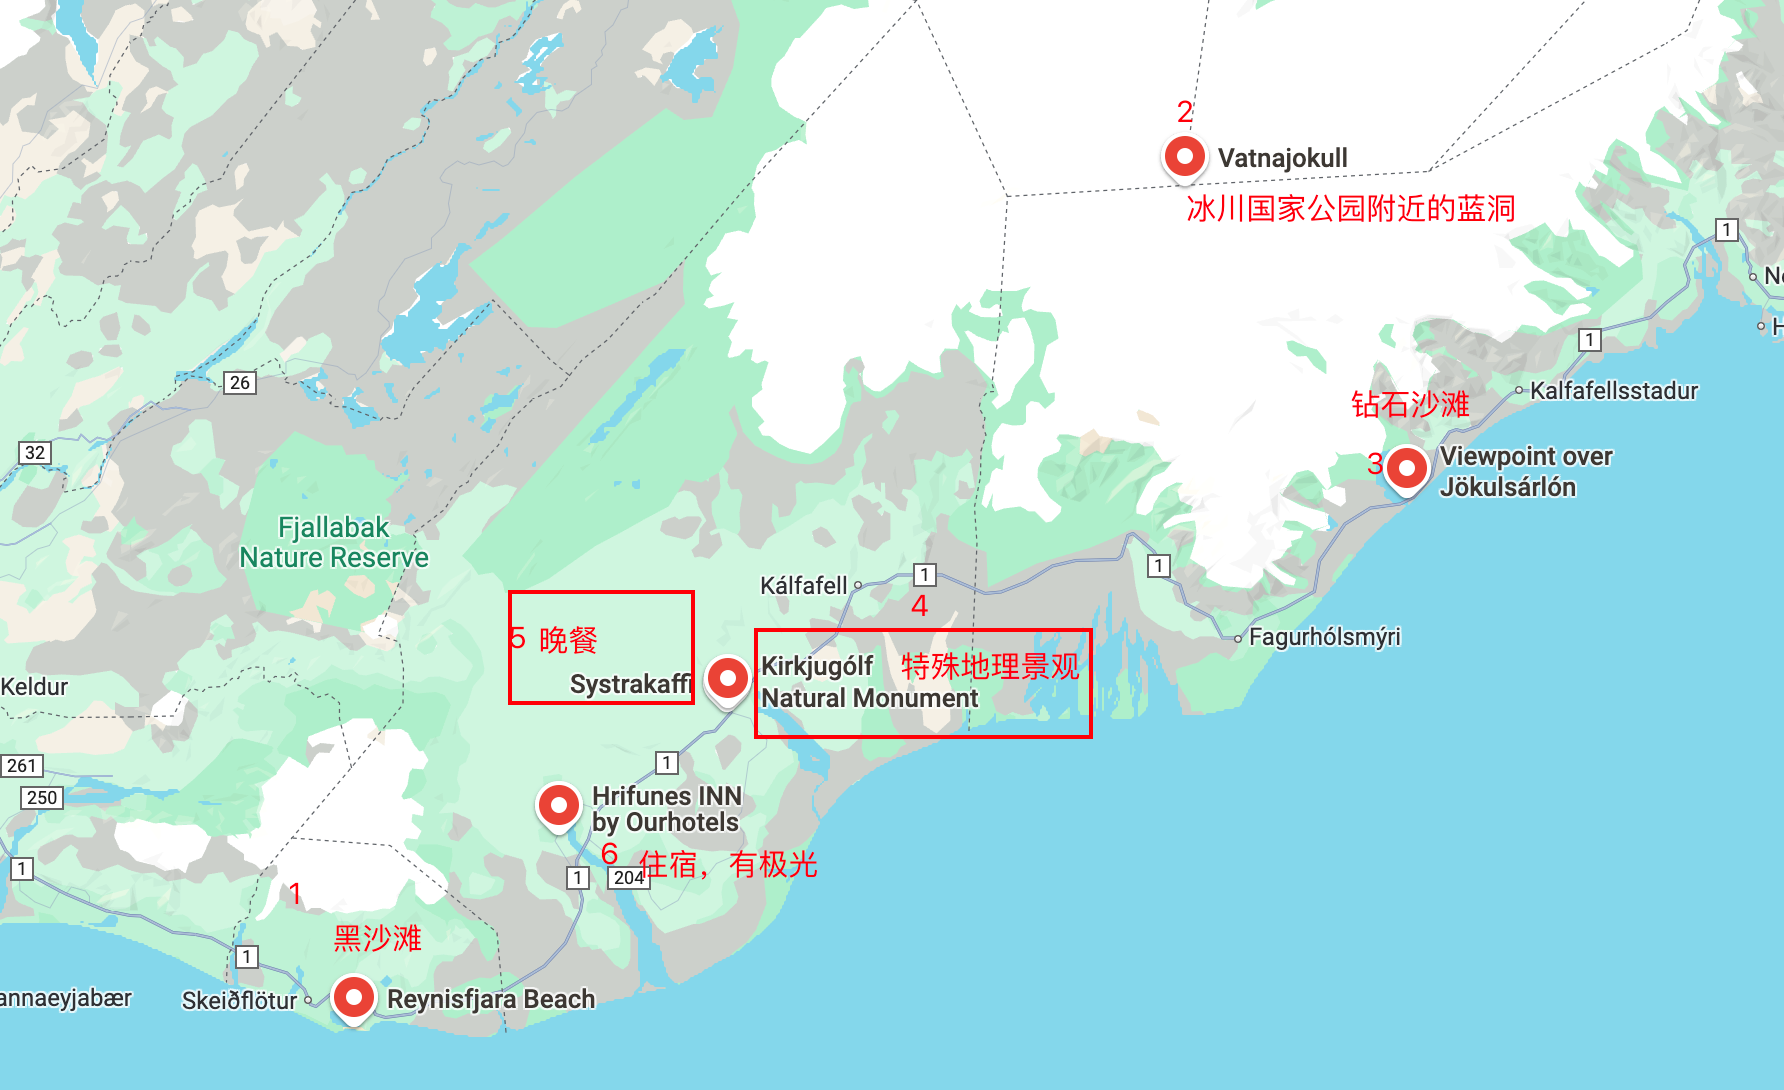 2
Vatnajokull
冰川国家公园附近的蓝洞
1
1
26
Kalfafellsstadur
钻石沙滩
32
3
Viewpoint over
Jökulsárlón
Fjallabak
Nature Reserve
1
1
Kálfafell
4
5 晚餐
Fagurhólsmýri
Kirkjugólf
特殊地理景观
Natural Monument
Systrakaffi
Keldur
261
1
250
Hrifunes INN
by Ourhotels
6
住宿，有极光
1
1
204
1
黑沙滩
1
annaeyjabær
Skeiðflötur
Reynisfjara Beach